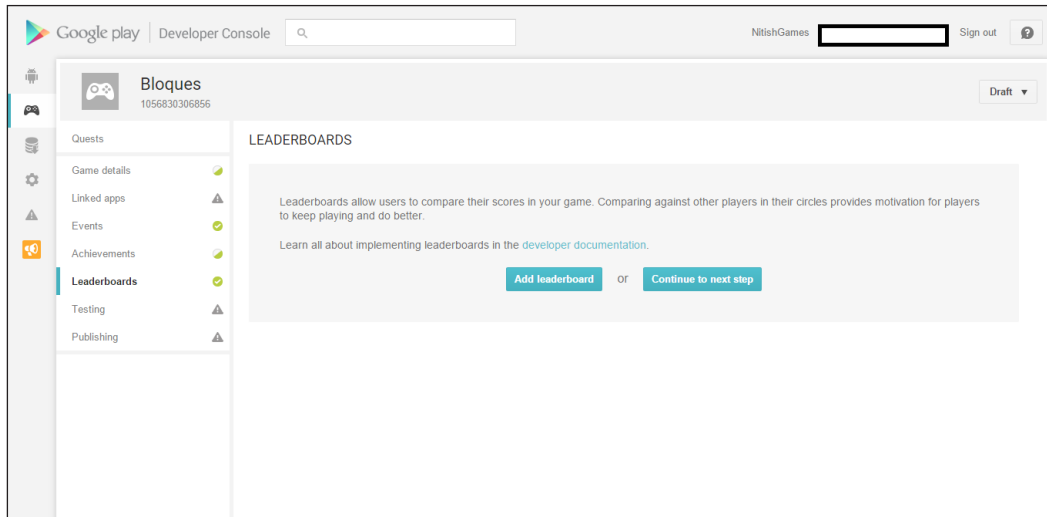 Google play Developer Console
NitishGames
Sign out
Bloques
1056830306856
Draft
Quests
Game details
Linked apps
Events
Achievements
Leaderboards
Testing
Publishing
LEADERBOARDS
Leaderboards allow users to compare their scores in your game. Comparing against other players in their circles provides motivation for players
to keep playing and do better.
Learn all about implementing leaderboards in the developer documentation.
Add leaderboard or Continue to next step